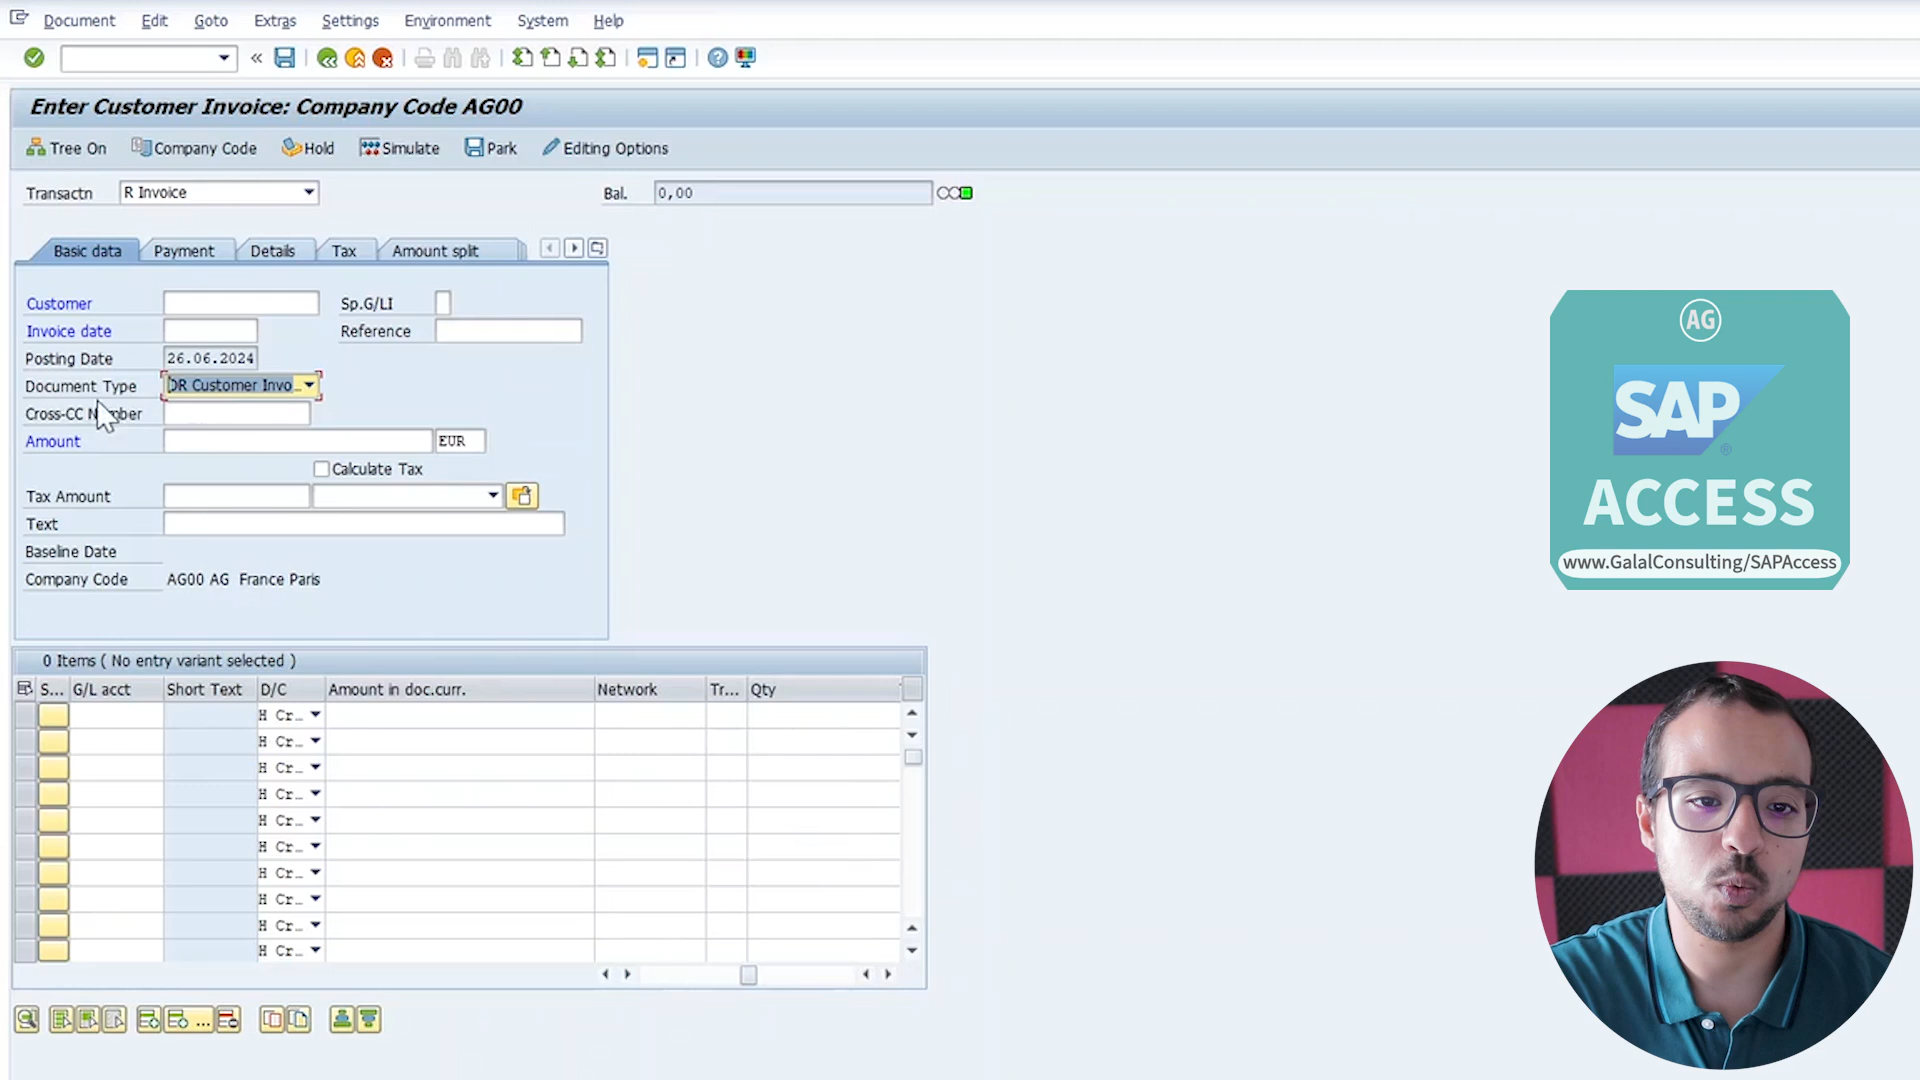 Document Edit Goto Extras Settings Environment System Help
Enter Customer Invoice: Company Code AG00
Tree On Company Code Hold Simulate Park Editing Options
Transactn R Invoice Bal. 0,00
Basic data Payment Details Tax Amount split
Customer Sp.G/LI
Invoice date Reference
Posting Date 26.06.2024
Document Type DR Customer Invo...
Cross-CC Number
Amount EUR
Calculate Tax
Tax Amount
Text
Baseline Date
Company Code AG00 AG France Paris
0 Items ( No entry variant selected )
S... G/L acct Short Text D/C Amount in doc.curr. Network Tr... Qty
H Cr...
H Cr...
H Cr...
H Cr...
H Cr...
H Cr...
H Cr...
H Cr...
H Cr...
H Cr...
AG
SAP®
ACCESS
www.GalalConsulting/SAPAccess